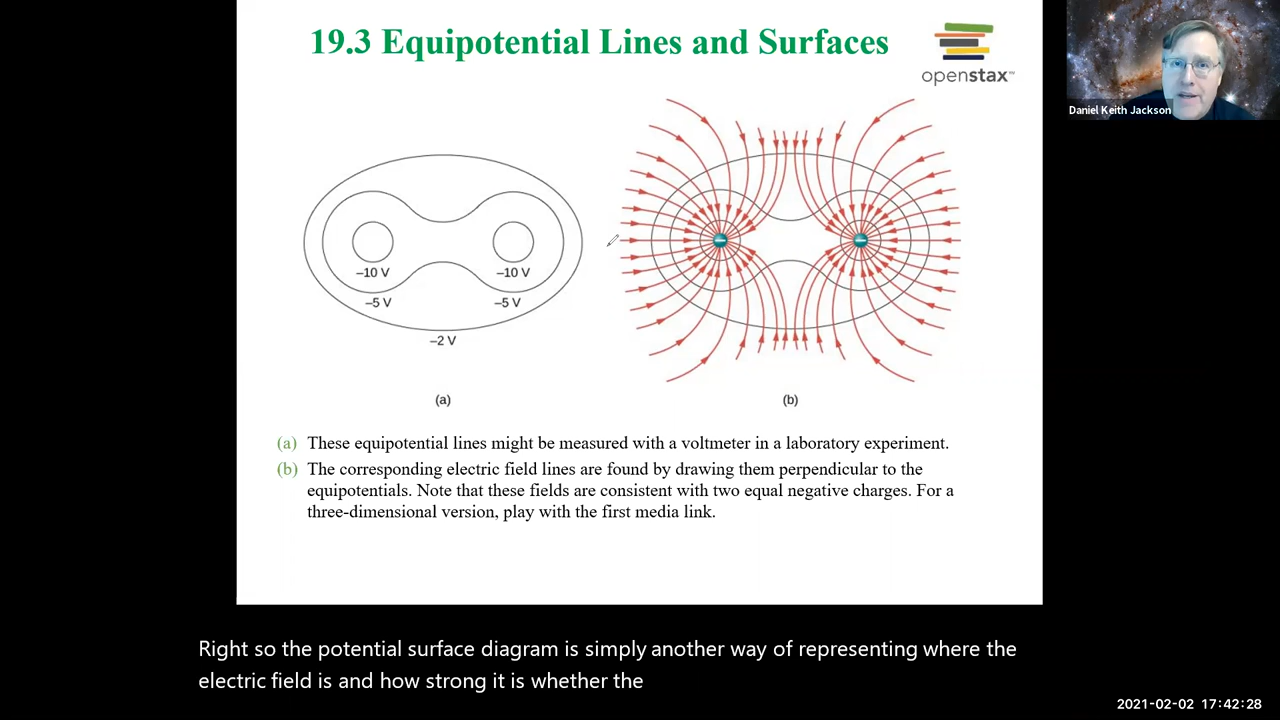 19.3 Equipotential Lines and Surfaces
openstax™
Daniel Keith Jackson
–10 V
–10 V
–5 V
–5 V
–2 V
(a)
(b)
(a) These equipotential lines might be measured with a voltmeter in a laboratory experiment.
(b) The corresponding electric field lines are found by drawing them perpendicular to the
equipotentials. Note that these fields are consistent with two equal negative charges. For a
three-dimensional version, play with the first media link.
Right so the potential surface diagram is simply another way of representing where the
electric field is and how strong it is whether the
2021-02-02 17:42:28